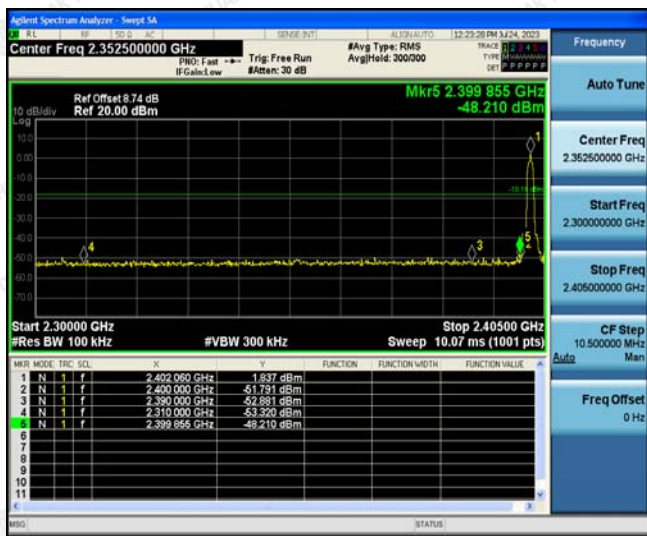 Agilent Spectrum Analyzer - Swept SA
RL RF 50 Ω AC SENSE:INT ALIGN AUTO 12:23:28 PM Jul 24, 2023
Center Freq 2.352500000 GHz
PNO: Fast
IFGain:Low
Trig: Free Run
#Atten: 30 dB
#Avg Type: RMS
Avg|Hold: 300/300
TRACE 1 2 3 4 5 6
TYPE
DET P P P P P P
Mkr5 2.399 855 GHz
-48.210 dBm
Ref Offset 8.74 dB
10 dB/div Ref 20.00 dBm
Log
10.0
0.00
-10.0
-20.0
-30.0
-40.0
-50.0
-60.0
-70.0
1
4
3
5
Start 2.30000 GHz Stop 2.40500 GHz
#Res BW 100 kHz #VBW 300 kHz Sweep 10.07 ms (1001 pts)
MKR MODE TRC SCL X Y FUNCTION FUNCTION WIDTH FUNCTION VALUE
1 N 1 f 2.402 060 GHz 1.837 dBm
2 N 1 f 2.400 000 GHz -51.791 dBm
3 N 1 f 2.390 000 GHz -52.881 dBm
4 N 1 f 2.310 000 GHz -53.320 dBm
5 N 1 f 2.399 855 GHz -48.210 dBm
6
7
8
9
10
11
MSG STATUS
Frequency
Auto Tune
Center Freq
2.352500000 GHz
Start Freq
2.300000000 GHz
Stop Freq
2.405000000 GHz
CF Step
10.500000 MHz
Auto Man
Freq Offset
0 Hz